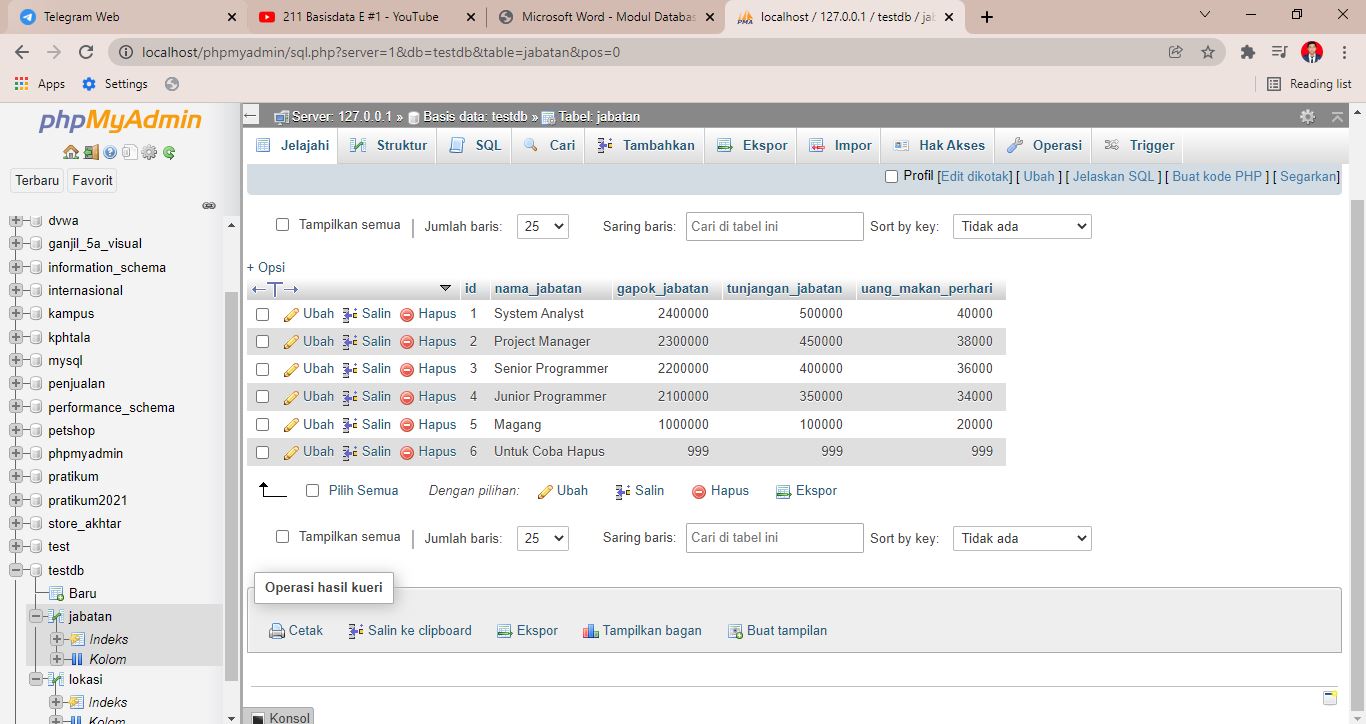 Telegram Web
211 Basisdata E #1 - YouTube
Microsoft Word - Modul Databas
localhost / 127.0.0.1 / testdb / jab
localhost/phpmyadmin/sql.php?server=1&db=testdb&table=jabatan&pos=0
Apps Settings Reading list
phpMyAdmin
Terbaru Favorit
dvwa
ganjil_5a_visual
information_schema
internasional
kampus
kphtala
mysql
penjualan
performance_schema
petshop
phpmyadmin
pratikum
pratikum2021
store_akhtar
test
testdb
Baru
jabatan
Indeks
Kolom
lokasi
Indeks
Kolom
Server: 127.0.0.1 » Basis data: testdb » Tabel: jabatan
Jelajahi Struktur SQL Cari Tambahkan Ekspor Impor Hak Akses Operasi Trigger
Profil [Edit dikotak] [ Ubah ] [ Jelaskan SQL ] [ Buat kode PHP ] [ Segarkan]
Tampilkan semua | Jumlah baris: 25 Saring baris: Cari di tabel ini Sort by key: Tidak ada
+ Opsi
←T→ id nama_jabatan gapok_jabatan tunjangan_jabatan uang_makan_perhari
Ubah Salin Hapus 1 System Analyst 2400000 500000 40000
Ubah Salin Hapus 2 Project Manager 2300000 450000 38000
Ubah Salin Hapus 3 Senior Programmer 2200000 400000 36000
Ubah Salin Hapus 4 Junior Programmer 2100000 350000 34000
Ubah Salin Hapus 5 Magang 1000000 100000 20000
Ubah Salin Hapus 6 Untuk Coba Hapus 999 999 999
Pilih Semua Dengan pilihan: Ubah Salin Hapus Ekspor
Tampilkan semua | Jumlah baris: 25 Saring baris: Cari di tabel ini Sort by key: Tidak ada
Operasi hasil kueri
Cetak Salin ke clipboard Ekspor Tampilkan bagan Buat tampilan
Konsol